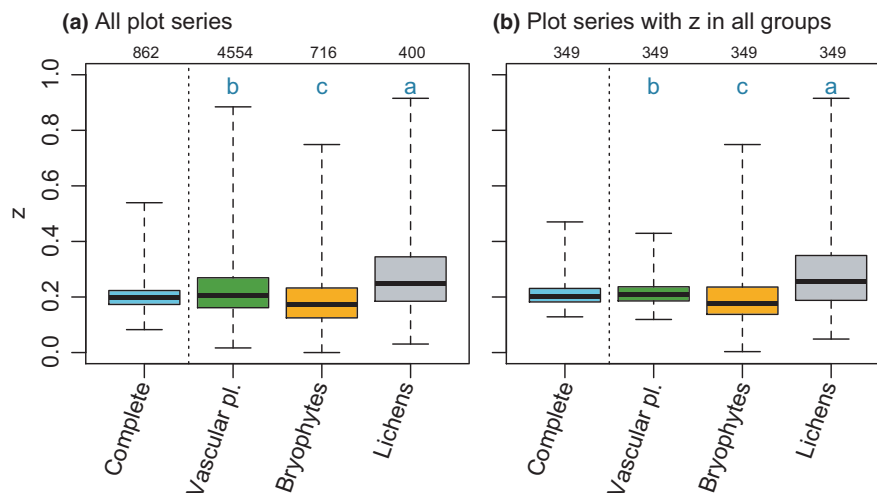 (a) All plot series
862 4554 716 400
b c a
1.0
0.8
0.6
0.4
0.2
0.0
z
Complete
Vascular pl.
Bryophytes
Lichens
(b) Plot series with z in all groups
349 349 349 349
b c a
Complete
Vascular pl.
Bryophytes
Lichens